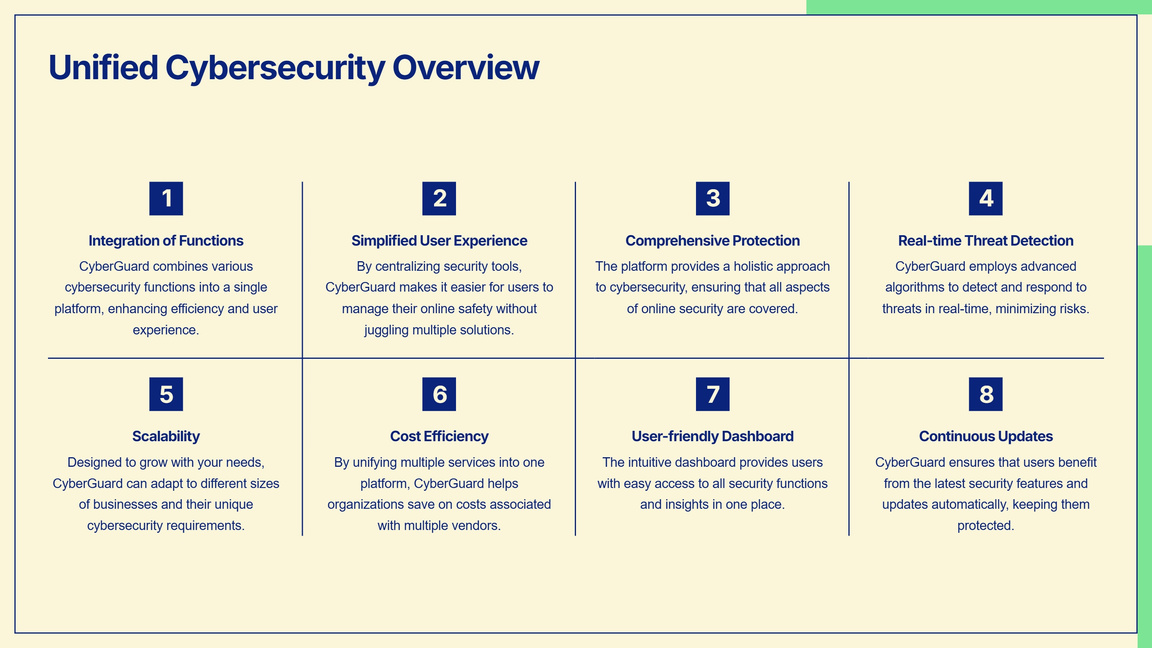 Unified Cybersecurity Overview
1
Integration of Functions
CyberGuard combines various
cybersecurity functions into a single
platform, enhancing efficiency and user
experience.
2
Simplified User Experience
By centralizing security tools,
CyberGuard makes it easier for users to
manage their online safety without
juggling multiple solutions.
3
Comprehensive Protection
The platform provides a holistic approach
to cybersecurity, ensuring that all aspects
of online security are covered.
4
Real-time Threat Detection
CyberGuard employs advanced
algorithms to detect and respond to
threats in real-time, minimizing risks.
5
Scalability
Designed to grow with your needs,
CyberGuard can adapt to different sizes
of businesses and their unique
cybersecurity requirements.
6
Cost Efficiency
By unifying multiple services into one
platform, CyberGuard helps
organizations save on costs associated
with multiple vendors.
7
User-friendly Dashboard
The intuitive dashboard provides users
with easy access to all security functions
and insights in one place.
8
Continuous Updates
CyberGuard ensures that users benefit
from the latest security features and
updates automatically, keeping them
protected.